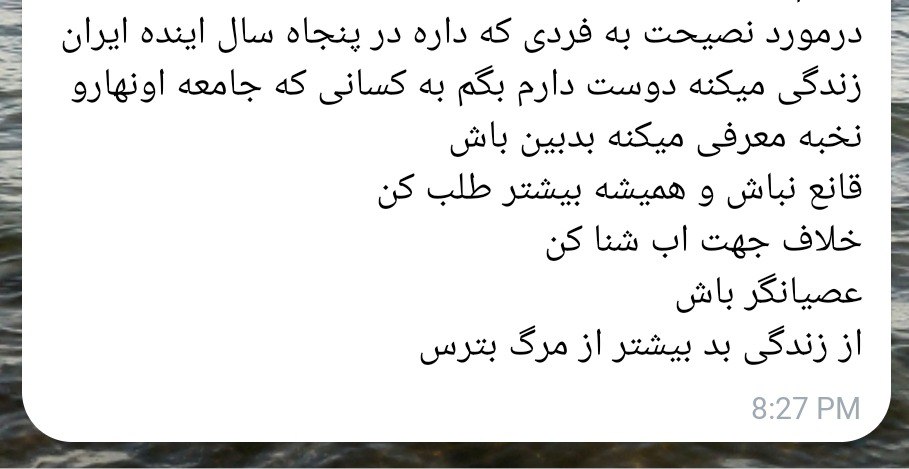 درمورد نصیحت به فردی که داره در پنجاه سال اینده ایران
زندگی میکنه دوست دارم بگم به کسانی که جامعه اونهارو
نخبه معرفی میکنه بدبین باش
قانع نباش و همیشه بیشتر طلب کن
خلاف جهت اب شنا کن
عصیانگر باش
از زندگی بد بیشتر از مرگ بترس
8:27 PM